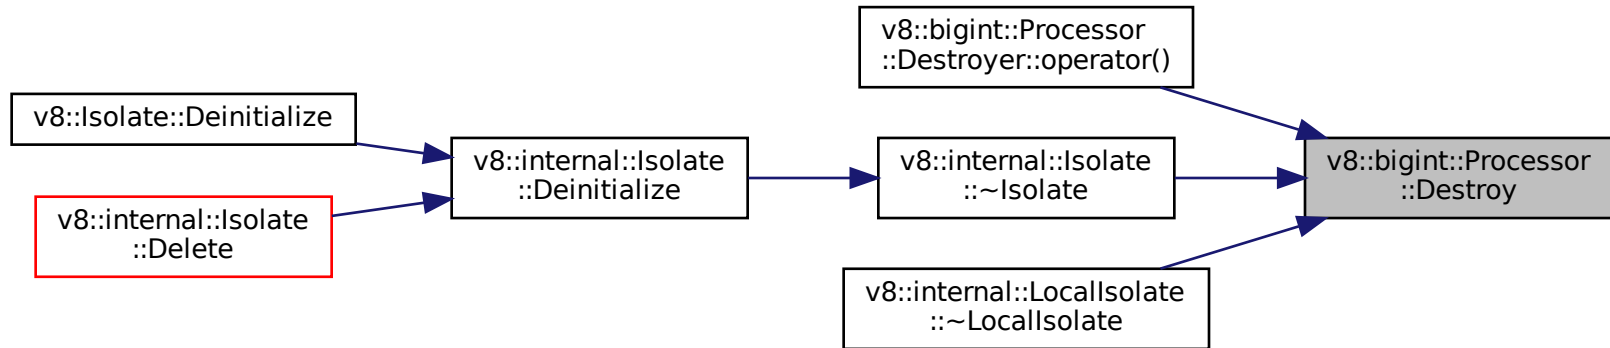 v8::bigint::Processor
::Destroyer::operator()
v8::Isolate::Deinitialize
v8::internal::Isolate
::Deinitialize
v8::internal::Isolate
::~Isolate
v8::bigint::Processor
::Destroy
v8::internal::Isolate
::Delete
v8::internal::LocalIsolate
::~LocalIsolate